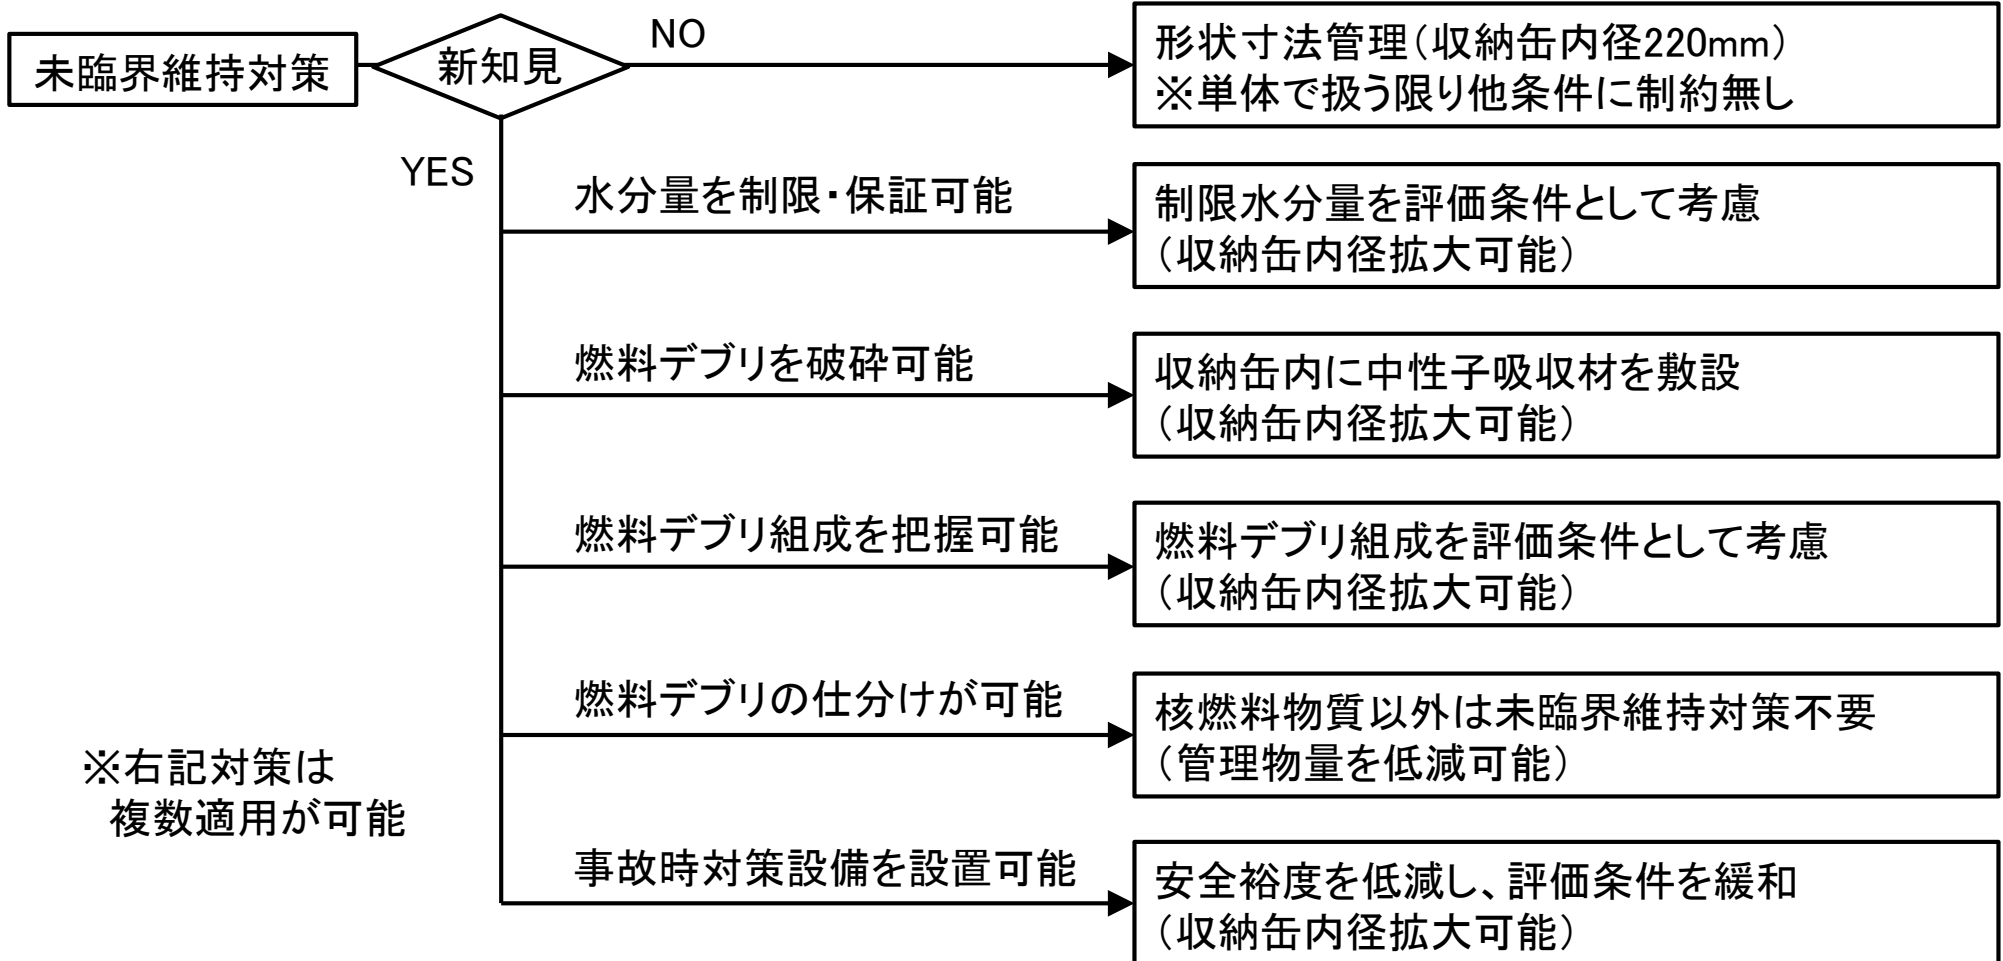 未臨界維持対策
新知見
NO
形状寸法管理(収納缶内径220mm)
※単体で扱う限り他条件に制約無し
YES
水分量を制限・保証可能
制限水分量を評価条件として考慮
(収納缶内径拡大可能)
燃料デブリを破砕可能
収納缶内に中性子吸収材を敷設
(収納缶内径拡大可能)
燃料デブリ組成を把握可能
燃料デブリ組成を評価条件として考慮
(収納缶内径拡大可能)
燃料デブリの仕分けが可能
核燃料物質以外は未臨界維持対策不要
(管理物量を低減可能)
※右記対策は
複数適用が可能
事故時対策設備を設置可能
安全裕度を低減し、評価条件を緩和
(収納缶内径拡大可能)